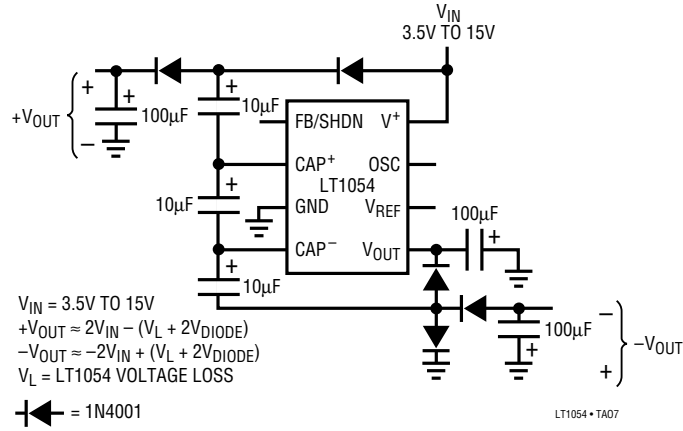 V_IN
3.5V TO 15V
+ + +
+V_OUT
100µF
10µF
−
FB/SHDN V⁺
CAP⁺ OSC
LT1054
+
10µF
GND V_REF
100µF
CAP⁻ V_OUT
+
+
10µF
V_IN = 3.5V TO 15V
+V_OUT ≈ 2V_IN – (V_L + 2V_DIODE)
–V_OUT ≈ –2V_IN + (V_L + 2V_DIODE)
V_L = LT1054 VOLTAGE LOSS
100µF
−
–V_OUT
+ +
= 1N4001
LT1054 • TA07